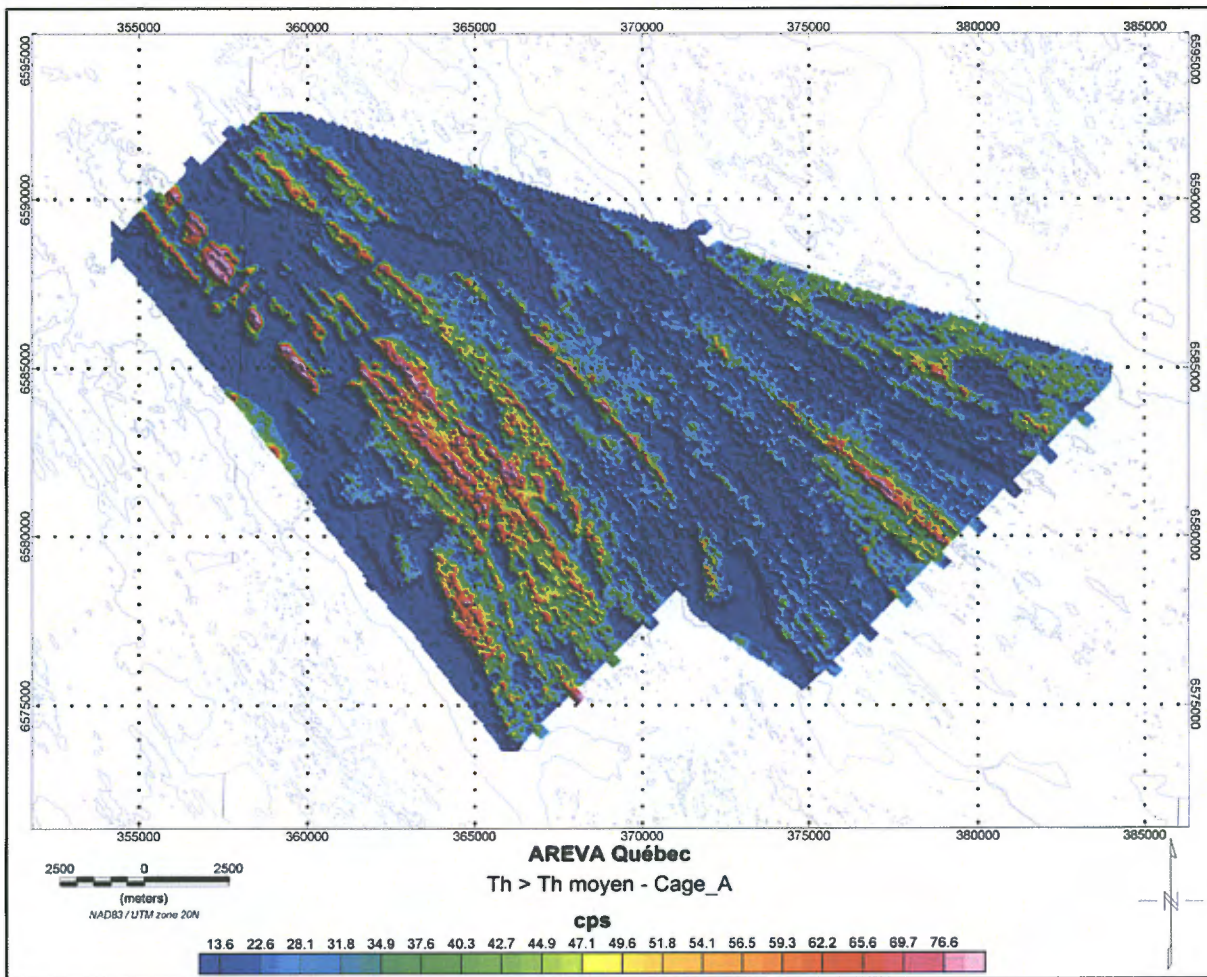 355000 360000 365000 370000 375000 380000 385000
6595000 6595000
6590000 6590000
6585000 6585000
6580000 6580000
6575000 6575000
355000 360000 365000 370000 375000 380000 385000
AREVA Québec
2500 0 2500
Th > Th moyen - Cage_A
(meters)
NAD83 / UTM zone 20N
N
cps
13.6 22.6 28.1 31.8 34.9 37.6 40.3 42.7 44.9 47.1 49.6 51.8 54.1 56.5 59.3 62.2 65.6 69.7 76.6